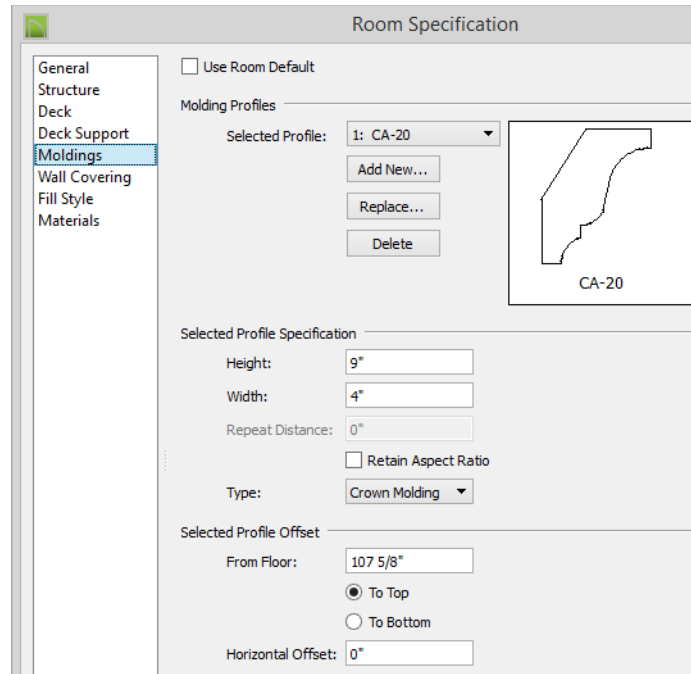 Room Specification
General
Structure
Deck
Deck Support
Moldings
Wall Covering
Fill Style
Materials
Use Room Default
Molding Profiles
Selected Profile: 1: CA-20
Add New...
Replace...
Delete
CA-20
Selected Profile Specification
Height: 9"
Width: 4"
Repeat Distance: 0"
Retain Aspect Ratio
Type: Crown Molding
Selected Profile Offset
From Floor: 107 5/8"
To Top
To Bottom
Horizontal Offset: 0"